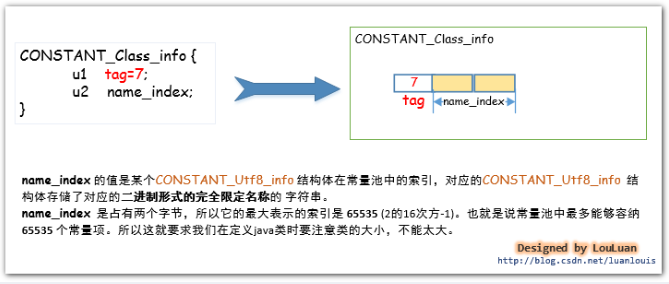 CONSTANT_Class_info {
u1 tag=7;
u2 name_index;
}
CONSTANT_Class_info
7
tag
name_index
name_index 的值是某个CONSTANT_Utf8_info 结构体在常量池中的索引，对应的CONSTANT_Utf8_info 结
构体存储了对应的二进制形式的完全限定名称的 字符串。
name_index 是占有两个字节，所以它的最大表示的索引是 65535 (2的16次方-1)。也就是说常量池中最多能够容纳
65535 个常量项。所以这就要求我们在定义java类时要注意类的大小，不能太大。
Designed by LouLuan
http://blog.csdn.net/luanlouis